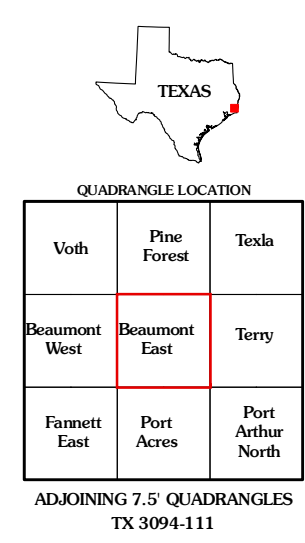 TEXAS
QUADRANGLE LOCATION
Voth
Pine
Forest
Texla
Beaumont
West
Beaumont
East
Terry
Fannett
East
Port
Acres
Port
Arthur
North
ADJOINING 7.5' QUADRANGLES
TX 3094-111